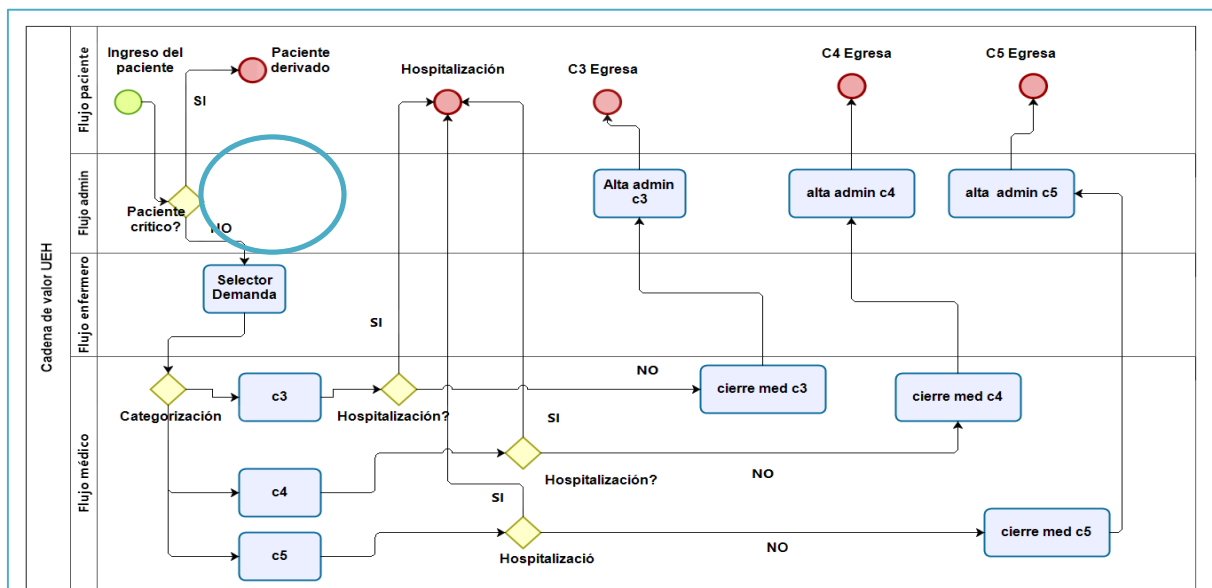 Cadena de valor UEH
Flujo paciente
Ingreso del
paciente
Paciente
derivado
SI
Hospitalización
C3 Egresa
C4 Egresa
C5 Egresa
Flujo admin
Paciente
crítico?
NO
Alta admin
c3
alta admin c4
alta admin c5
Flujo enfermero
Selector
Demanda
SI
Flujo médico
Categorización
c3
Hospitalización?
NO
cierre med c3
cierre med c4
SI
c4
Hospitalización?
NO
SI
c5
Hospitalizació
NO
cierre med c5